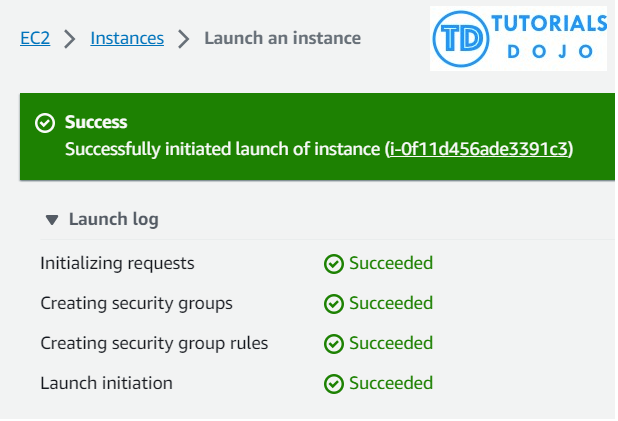 EC2 > Instances > Launch an instance
TD TUTORIALS
DOJO
Success
Successfully initiated launch of instance (i-0f11d456ade3391c3)
Launch log
Initializing requests Succeeded
Creating security groups Succeeded
Creating security group rules Succeeded
Launch initiation Succeeded